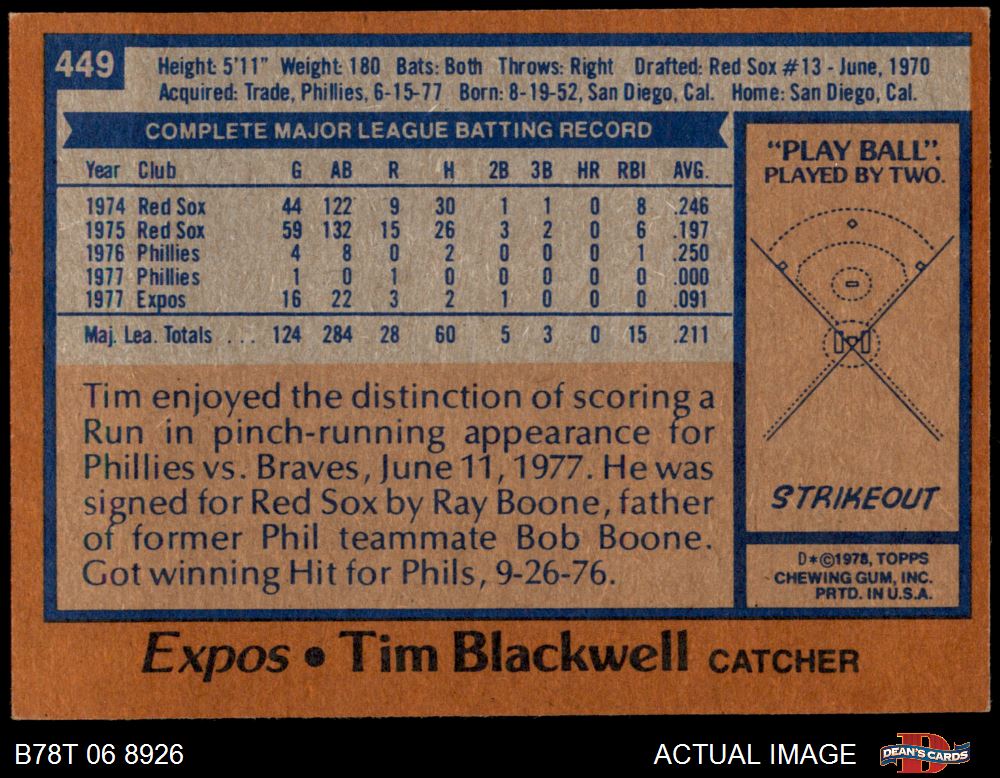 449
Height: 5'11" Weight: 180 Bats: Both Throws: Right Drafted: Red Sox #13 - June, 1970
Acquired: Trade, Phillies, 6-15-77 Born: 8-19-52, San Diego, Cal. Home: San Diego, Cal.
COMPLETE MAJOR LEAGUE BATTING RECORD
Year Club G AB R H 2B 3B HR RBI AVG.
1974 Red Sox 44 122 9 30 1 1 0 8 .246
1975 Red Sox 59 132 15 26 3 2 0 6 .197
1976 Phillies 4 8 0 2 0 0 0 1 .250
1977 Phillies 1 0 1 0 0 0 0 0 .000
1977 Expos 16 22 3 2 1 0 0 0 .091
Maj. Lea. Totals . . . 124 284 28 60 5 3 0 15 .211
Tim enjoyed the distinction of scoring a
Run in pinch-running appearance for
Phillies vs. Braves, June 11, 1977. He was
signed for Red Sox by Ray Boone, father
of former Phil teammate Bob Boone.
Got winning Hit for Phils, 9-26-76.
"PLAY BALL".
PLAYED BY TWO.
STRIKEOUT
D*©1978, TOPPS
CHEWING GUM, INC.
PRTD. IN U.S.A.
Expos • Tim Blackwell CATCHER
B78T 06 8926
ACTUAL IMAGE
D
DEAN'S CARDS